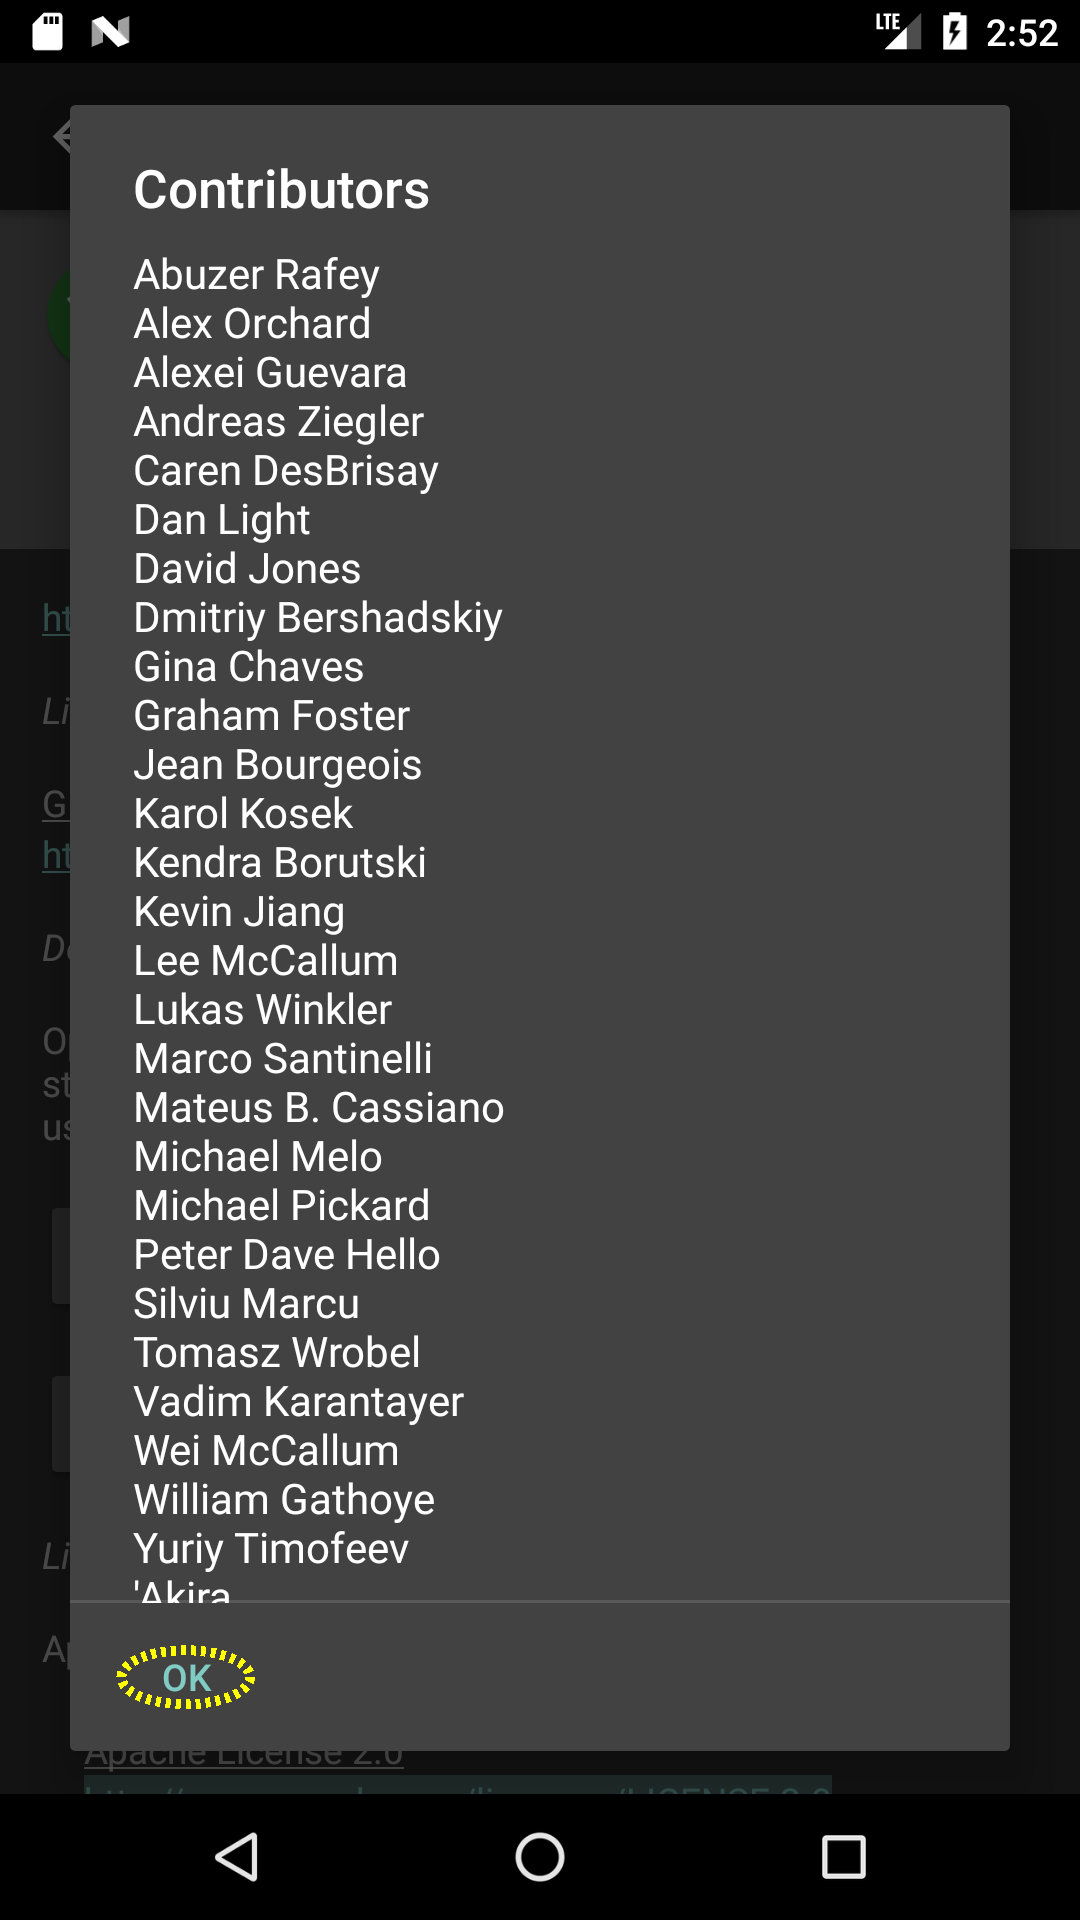 LTE 2:52
Contributors
Abuzer Rafey
Alex Orchard
Alexei Guevara
Andreas Ziegler
Caren DesBrisay
Dan Light
David Jones
Dmitriy Bershadskiy
Gina Chaves
Graham Foster
Jean Bourgeois
Karol Kosek
Kendra Borutski
Kevin Jiang
Lee McCallum
Lukas Winkler
Marco Santinelli
Mateus B. Cassiano
Michael Melo
Michael Pickard
Peter Dave Hello
Silviu Marcu
Tomasz Wrobel
Vadim Karantayer
Wei McCallum
William Gathoye
Yuriy Timofeev
'Akira
OK
Apache License 2.0